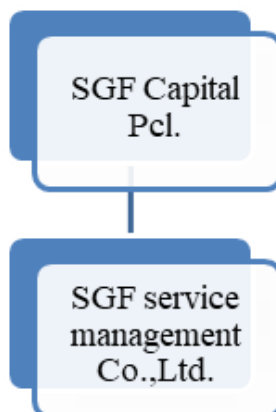 SGF Capital
Pcl.
SGF service
management
Co.,Ltd.